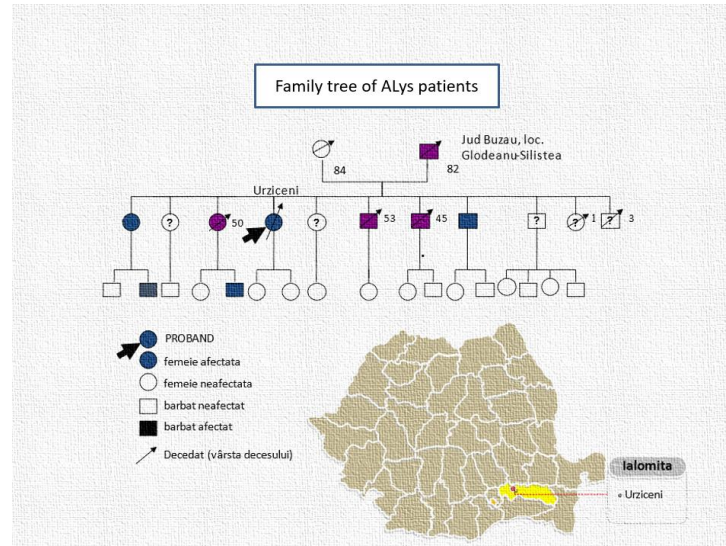 Family tree of ALys patients
Jud Buzau, loc.
Glodeanu-Silistea
84
82
Urziceni
?
50
?
53
45
?
?
1
?
3
PROBAND
femeie afectata
femeie neafectata
barbat neafectat
barbat afectat
Decedat (vârsta decesului)
Ialomita
Urziceni